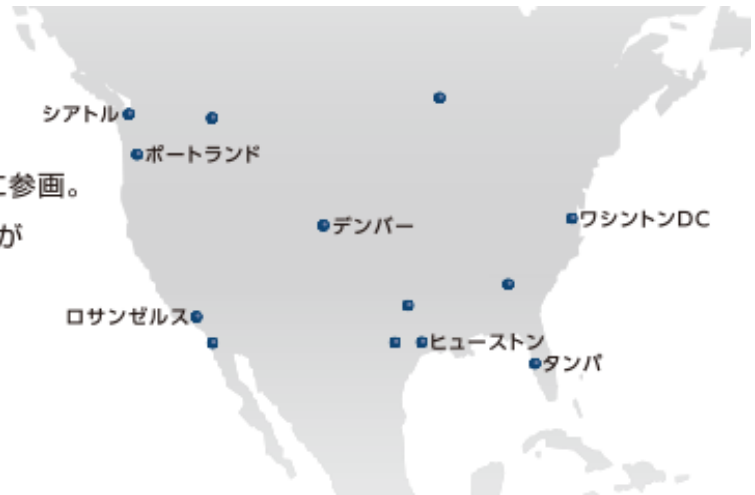 シアトル
ポートランド
に参画。
ワシントンDC
デンバー
が
ロサンゼルス
ヒューストン
タンパ